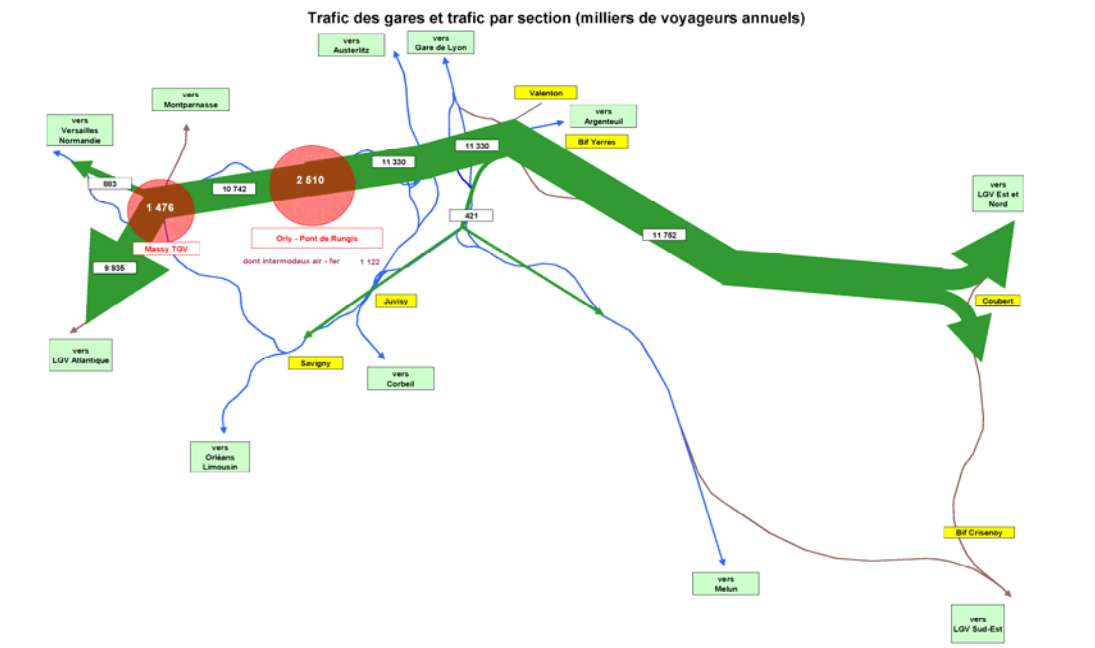 Trafic des gares et trafic par section (milliers de voyageurs annuels)
vers
Austerlitz
vers
Gare de Lyon
vers
Montparnasse
Valenton
vers
Argenteuil
vers
Versailles
Normandie
Bif Yerres
11 330
11 330
883
10 742
2 510
1 476
vers
LGV Est et
Nord
421
11 752
Orly - Pont de Rungis
Massy TGV
dont intermodaux air - fer 1 122
9 935
Juvisy
Coubert
vers
LGV Atlantique
Savigny
vers
Corbeil
vers
Orléans
Limousin
Bif Crisenoy
vers
Melun
vers
LGV Sud-Est